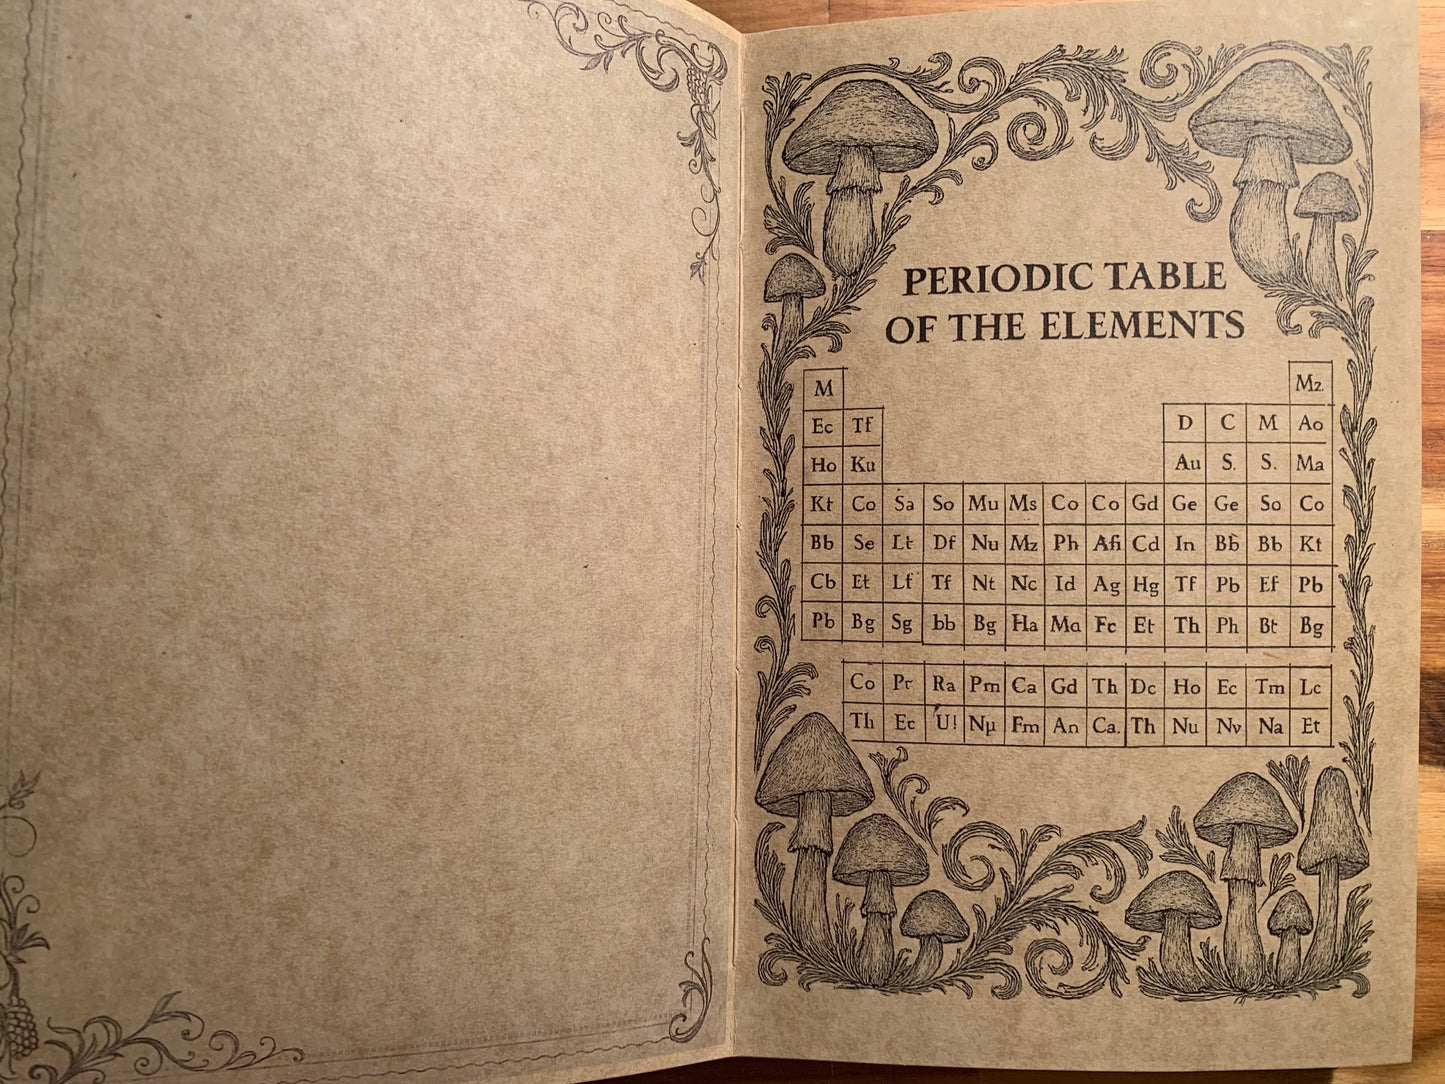 PERIODIC TABLE
OF THE ELEMENTS
M Mz.
Ec Tf D C M Ao
Ho Ku Au S. S. Ma
Kt Co Sa So Mu Ms Co Co Gd Ge Ge So Co
Bb Se Lt Df Nu Mz Ph Afi Cd In Bb Bb Kt
Cb Et Lf Tf Nt Nc Id Ag Hg Tf Pb Ef Pb
Pb Bg Sg bb Bg Ha Ma Fc Et Th Ph Bt Bg
Co Pr Ra Pm Ca Gd Th Dc Ho Ec Tm Lc
Th Ec U! Nμ Fm An Ca. Th Nu Nv Na Et